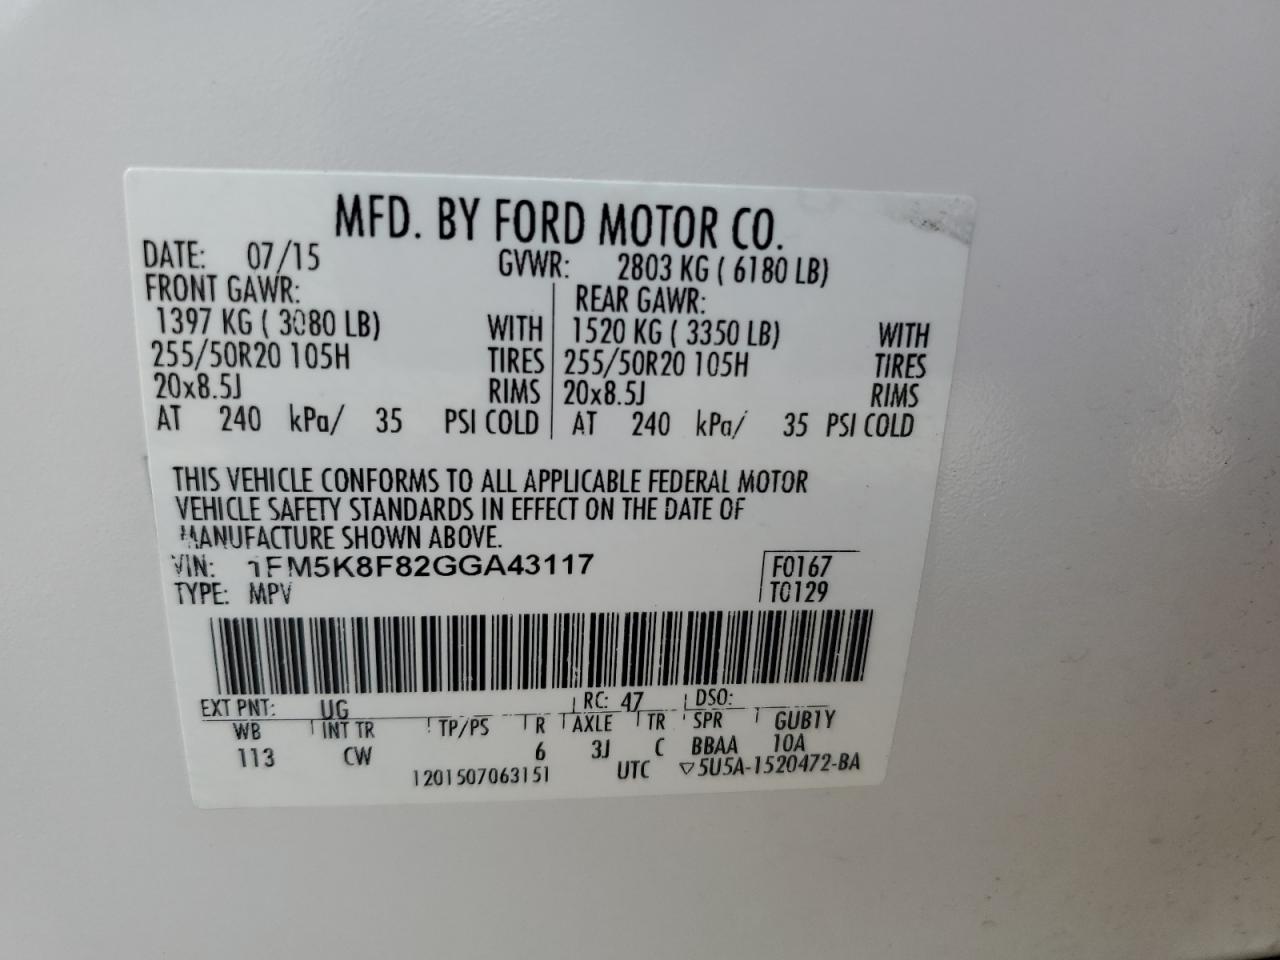 MFD. BY FORD MOTOR CO.
DATE: 07/15 GVWR: 2803 KG ( 6180 LB)
FRONT GAWR: REAR GAWR:
1397 KG ( 3080 LB) WITH 1520 KG ( 3350 LB) WITH
255/50R20 105H TIRES 255/50R20 105H TIRES
20x8.5J RIMS 20x8.5J RIMS
AT 240 kPa/ 35 PSI COLD AT 240 kPa/ 35 PSI COLD
THIS VEHICLE CONFORMS TO ALL APPLICABLE FEDERAL MOTOR
VEHICLE SAFETY STANDARDS IN EFFECT ON THE DATE OF
MANUFACTURE SHOWN ABOVE.
VIN: 1FM5K8F82GGA43117 F0167
TYPE: MPV T0129
EXT PNT: UG RC: 47 DSO:
WB INT TR TP/PS R AXLE TR SPR GUB1Y
113 CW 6 3J C BBAA 10A
1201507063151 UTC ▽5U5A-1520472-BA